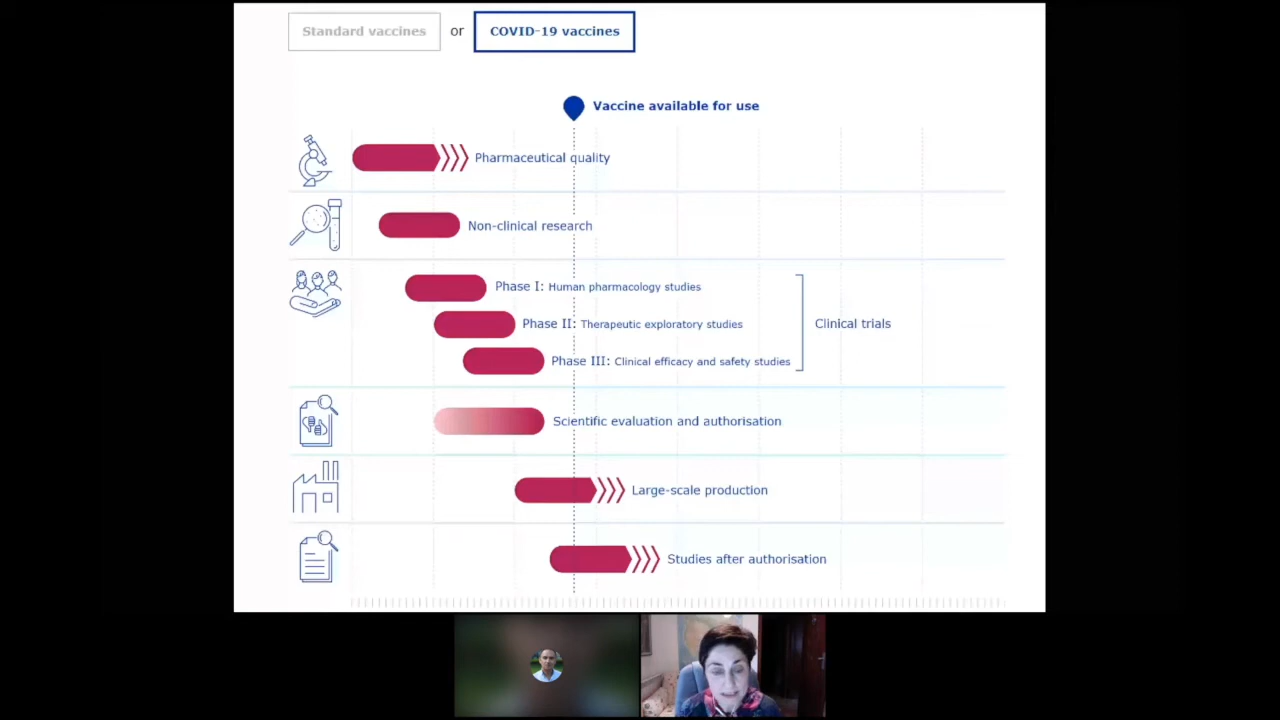 Standard vaccines or COVID-19 vaccines
Vaccine available for use
Pharmaceutical quality
Non-clinical research
Phase I: Human pharmacology studies
Phase II: Therapeutic exploratory studies
Clinical trials
Phase III: Clinical efficacy and safety studies
Scientific evaluation and authorisation
Large-scale production
Studies after authorisation